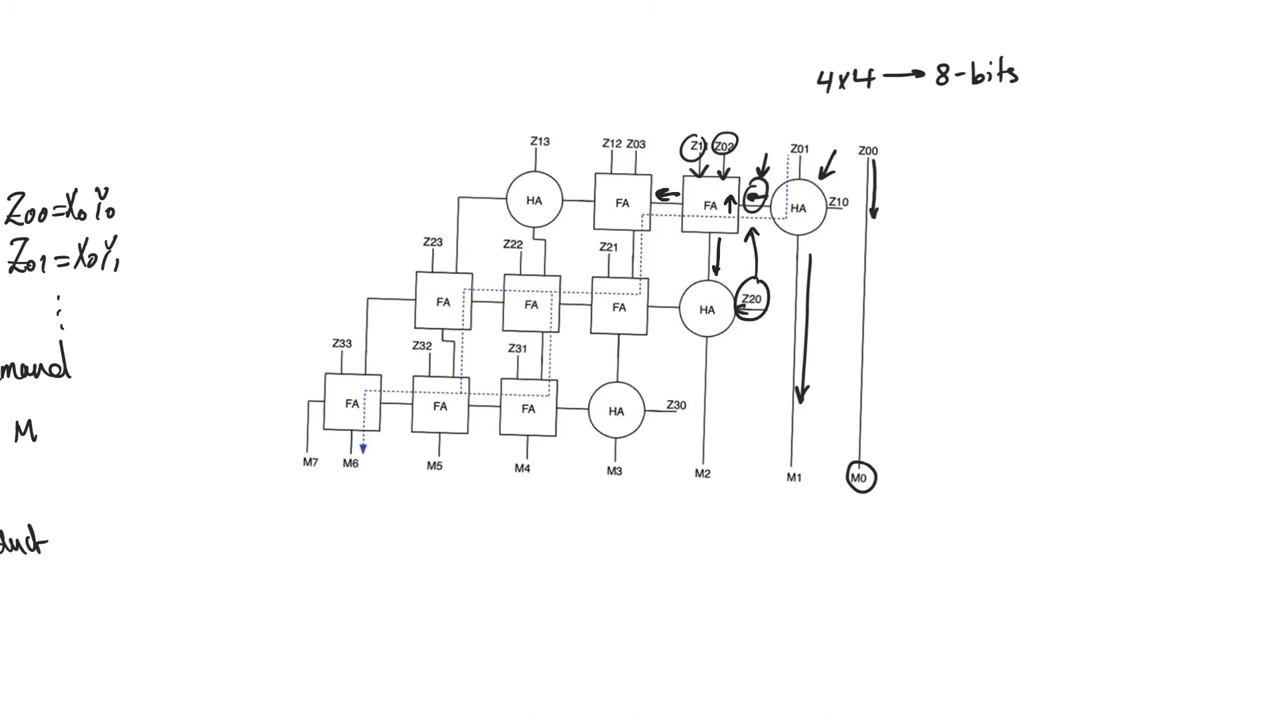 4x4 → 8-bits
Z13 Z12 Z03 Z1 Z02 Z01 Z00
HA FA FA HA Z10
Z00=X0Y0
Z01=X0Y1
⋮
Z23 Z22 Z21
FA FA FA HA Z20
Z33 Z32 Z31
mand
FA FA FA HA Z30
M
M7 M6 M5 M4 M3 M2 M1 M0
duct